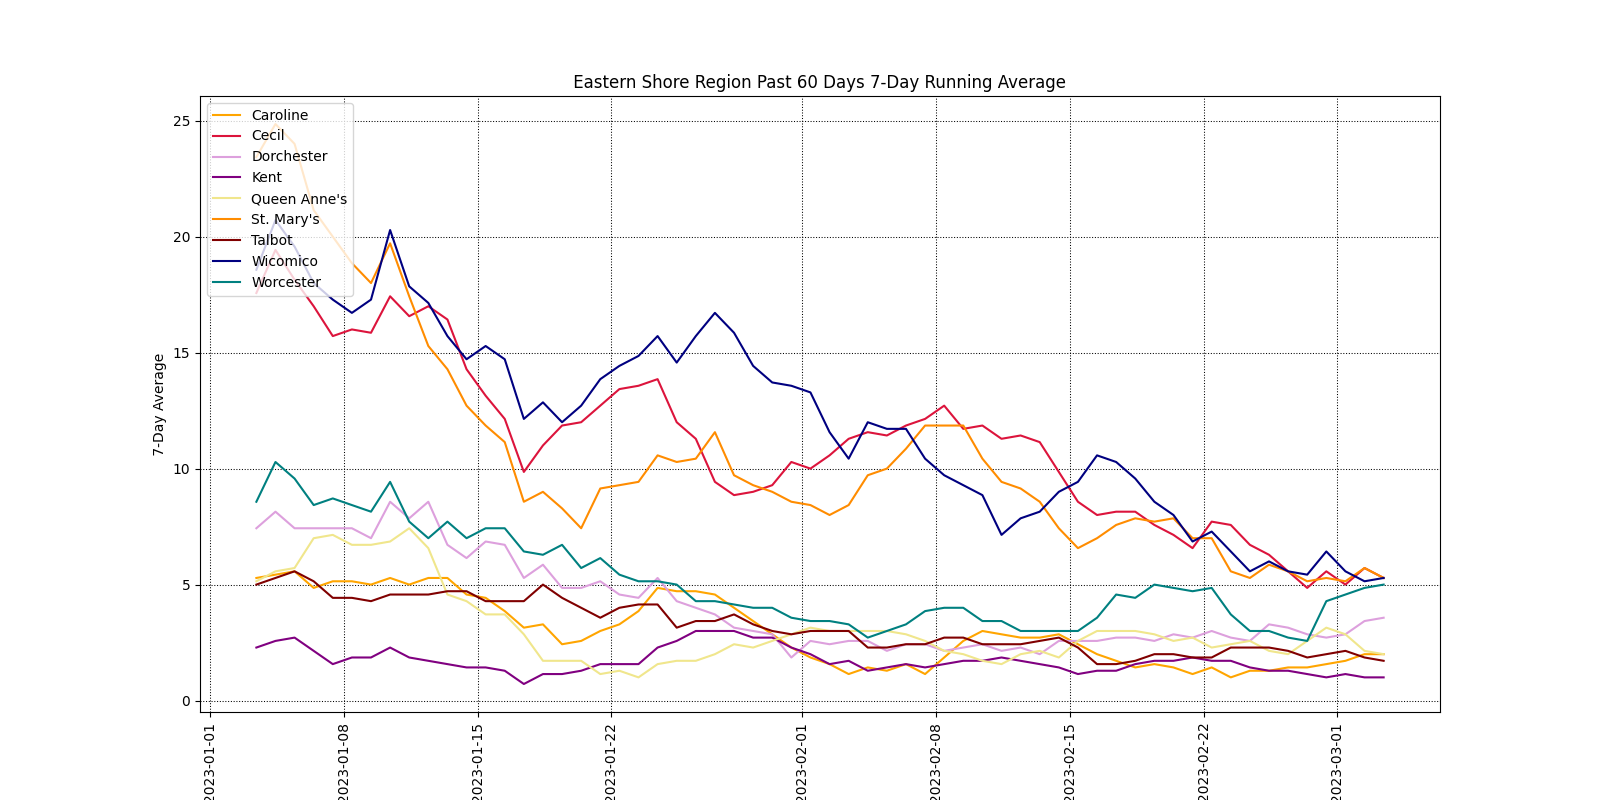 Eastern Shore Region Past 60 Days 7-Day Running Average
Caroline
Cecil
Dorchester
Kent
Queen Anne's
St. Mary's
Talbot
Wicomico
Worcester
7-Day Average
25
20
15
10
5
0
2023-01-01
2023-01-08
2023-01-15
2023-01-22
2023-02-01
2023-02-08
2023-02-15
2023-02-22
2023-03-01